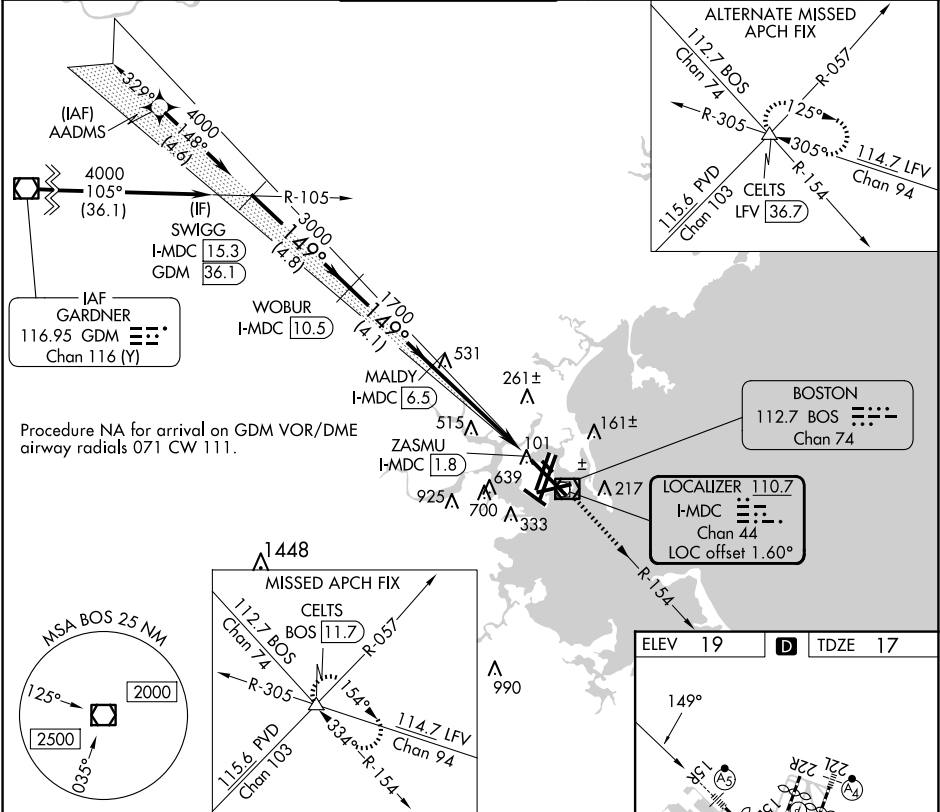 ALTERNATE MISSED
APCH FIX
112.7 BOS
Chan 74
R-057
R-305
125°
305°
114.7 LFV
Chan 94
R-154
CELTS
LFV 36.7
115.6 PVD
Chan 103
329°
(IAF)
AADMS
4000
148°
(4.6)
4000
105°
(36.1)
R-105
(IF)
SWIGG
I-MDC 15.3
GDM 36.1
3000
149°
(4.8)
IAF
GARDNER
116.95 GDM
Chan 116 (Y)
WOBUR
I-MDC 10.5
1700
149°
(4.1)
531
MALDY
I-MDC 6.5
261±
515
161±
BOSTON
112.7 BOS
Chan 74
Procedure NA for arrival on GDM VOR/DME
airway radials 071 CW 111.
ZASMU
I-MDC 1.8
101
±
639
925
700
217
333
LOCALIZER 110.7
I-MDC
Chan 44
LOC offset 1.60°
R-154
1448
MISSED APCH FIX
CELTS
BOS 11.7
112.7 BOS
Chan 74
R-057
R-305
154°
334°
114.7 LFV
Chan 94
R-154
115.6 PVD
Chan 103
990
MSA BOS 25 NM
125°
2000
2500
035°
ELEV 19
D
TDZE 17
149°
15R
A5
22R
22L
A4